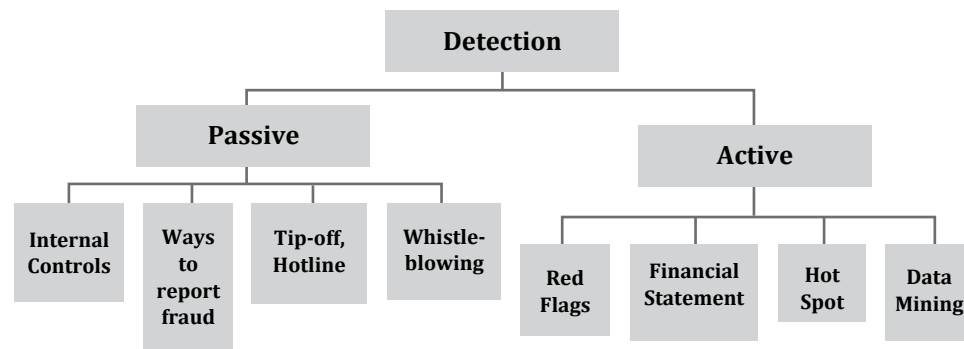 Detection
Passive
Active
Internal
Controls
Ways
to
report
fraud
Tip-off,
Hotline
Whistle-
blowing
Red
Flags
Financial
Statement
Hot
Spot
Data
Mining